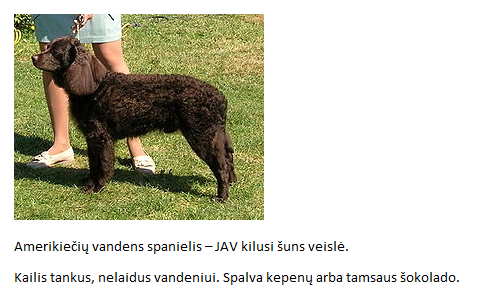 Amerikiečių vandens spanielis – JAV kilusi šuns veislė.
Kailis tankus, nelaidus vandeniui. Spalva kepenų arba tamsaus šokolado.